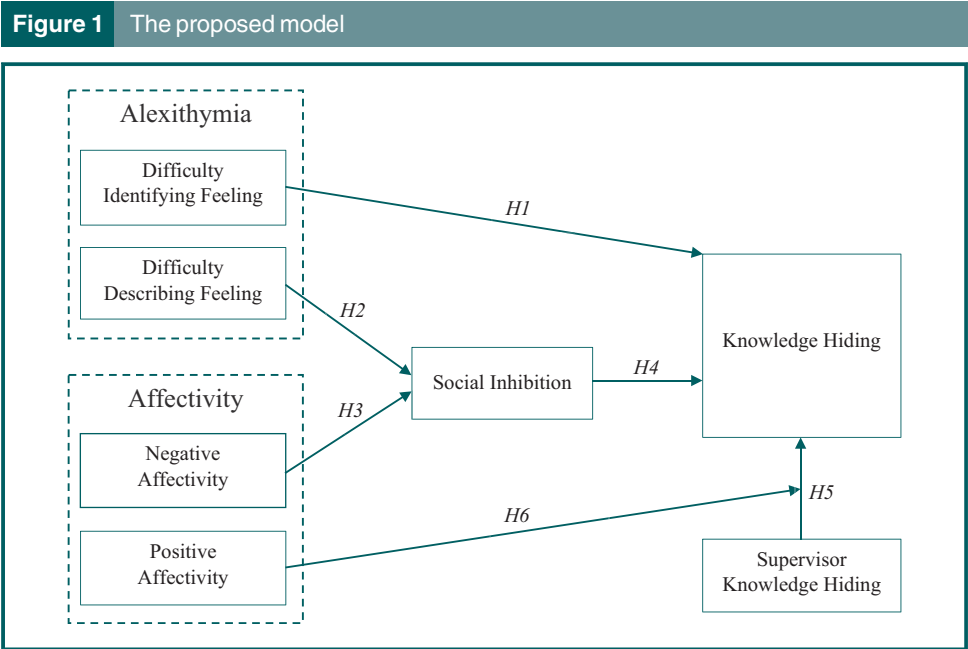 Figure 1 The proposed model
Alexithymia
Difficulty
Identifying Feeling
H1
Difficulty
Describing Feeling
H2
Knowledge Hiding
Social Inhibition
H4
Affectivity
H3
Negative
Affectivity
H5
H6
Positive
Affectivity
Supervisor
Knowledge Hiding